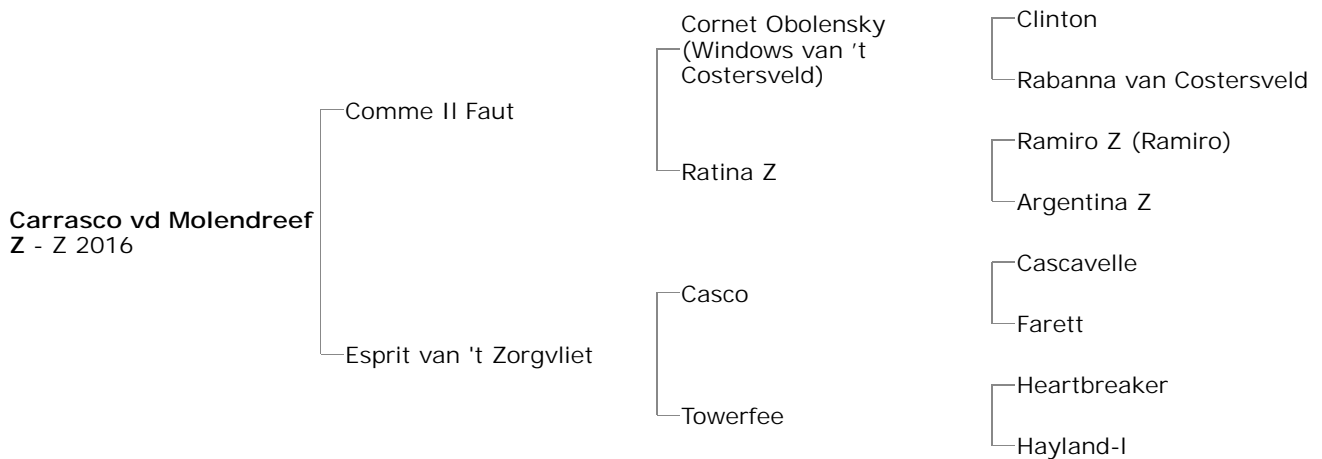 Carrasco vd Molendreef
Z - Z 2016
Comme Il Faut
Esprit van 't Zorgvliet
Cornet Obolensky
(Windows van ’t
Costersveld)
Ratina Z
Casco
Towerfee
Clinton
Rabanna van Costersveld
Ramiro Z (Ramiro)
Argentina Z
Cascavelle
Farett
Heartbreaker
Hayland-I